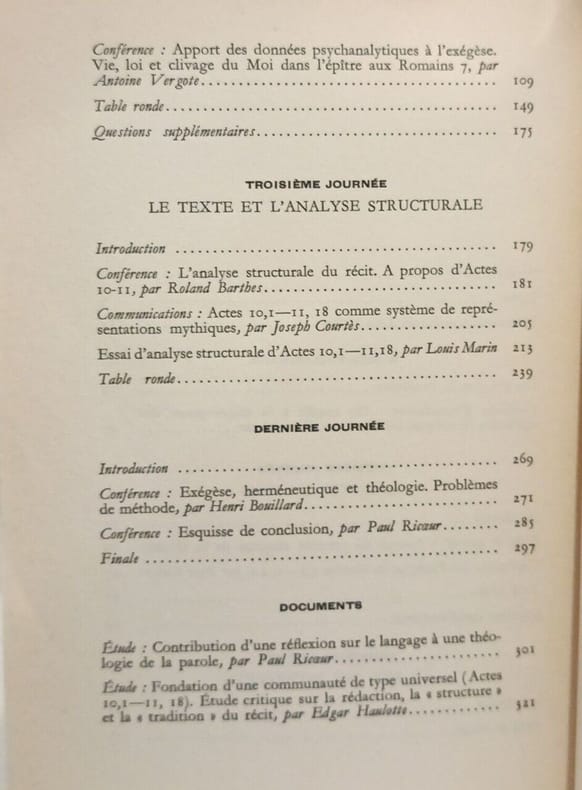 Conférence : Apport des données psychanalytiques à l'exégèse.
Vie, loi et clivage du Moi dans l'épître aux Romains 7, par
Antoine Vergote........................................ 109
Table ronde............................................. 149
Questions supplémentaires................................ 175
TROISIÈME JOURNÉE
LE TEXTE ET L'ANALYSE STRUCTURALE
Introduction ........................................... 179
Conférence : L'analyse structurale du récit. A propos d'Actes
10-11, par Roland Barthes................................ 181
Communications : Actes 10,1—11, 18 comme système de repré-
sentations mythiques, par Joseph Courtès................... 205
Essai d'analyse structurale d'Actes 10,1—11,18, par Louis Marin 213
Table ronde............................................. 239
DERNIÈRE JOURNÉE
Introduction ........................................... 269
Conférence : Exégèse, herméneutique et théologie. Problèmes
de méthode, par Henri Bouillard.......................... 271
Conférence : Esquisse de conclusion, par Paul Ricœur........ 285
Finale ................................................. 297
DOCUMENTS
Étude : Contribution d'une réflexion sur le langage à une théo-
logie de la parole, par Paul Ricœur...................... 301
Étude : Fondation d'une communauté de type universel (Actes
10,1—11, 18). Étude critique sur la rédaction, la « structure »
et la « tradition » du récit, par Edgar Haulotte............. 321